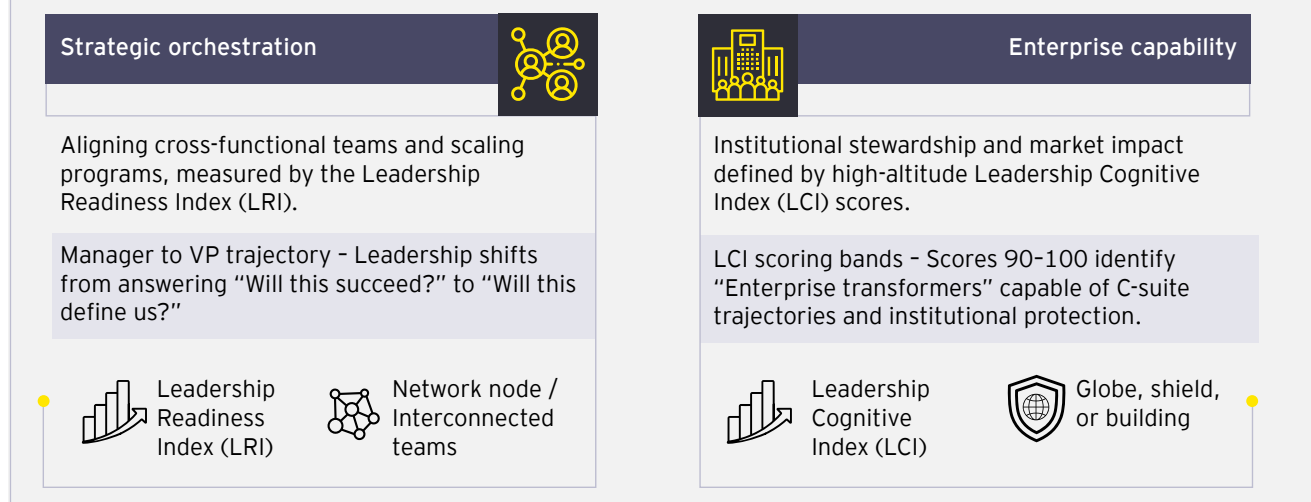 Strategic orchestration
Aligning cross-functional teams and scaling
programs, measured by the Leadership
Readiness Index (LRI).
Manager to VP trajectory – Leadership shifts
from answering “Will this succeed?” to “Will this
define us?”
Leadership
Readiness
Index (LRI)
Network node /
Interconnected
teams
Enterprise capability
Institutional stewardship and market impact
defined by high-altitude Leadership Cognitive
Index (LCI) scores.
LCI scoring bands – Scores 90–100 identify
“Enterprise transformers” capable of C-suite
trajectories and institutional protection.
Leadership
Cognitive
Index (LCI)
Globe, shield,
or building